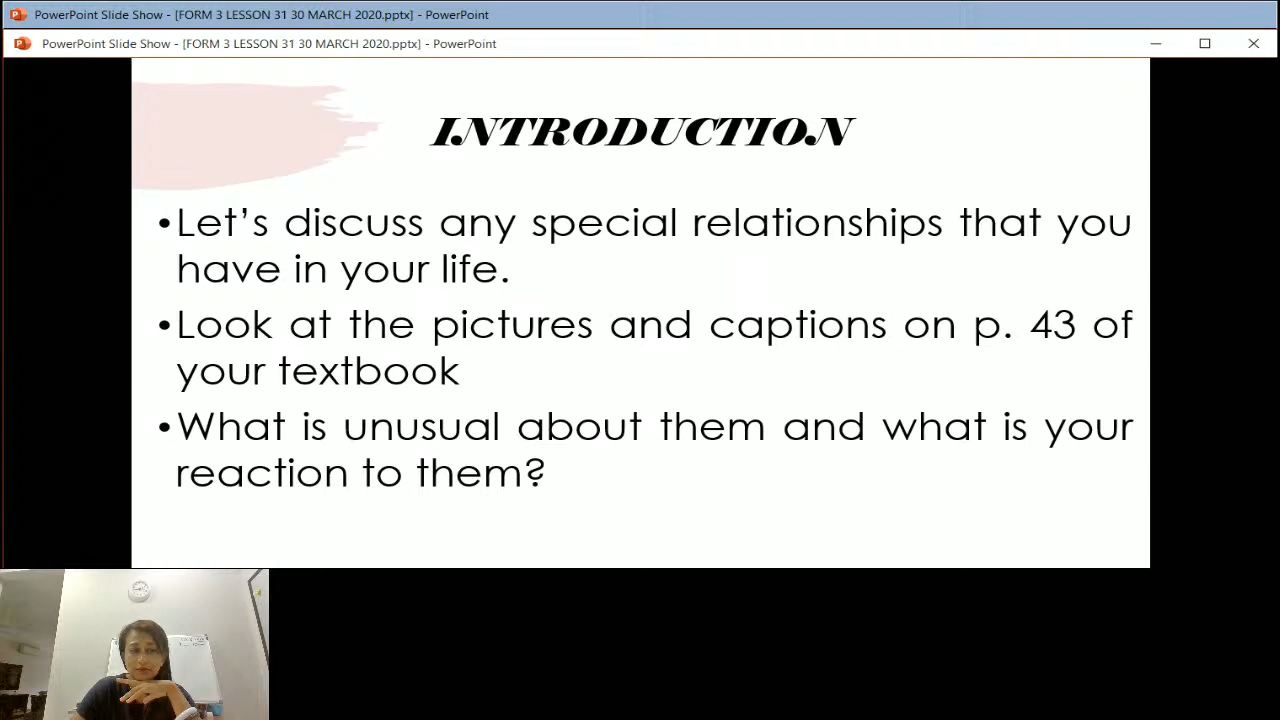 PowerPoint Slide Show - [FORM 3 LESSON 31 30 MARCH 2020.pptx] - PowerPoint
PowerPoint Slide Show - [FORM 3 LESSON 31 30 MARCH 2020.pptx] - PowerPoint
INTRODUCTION
•Let’s discuss any special relationships that you
have in your life.
•Look at the pictures and captions on p. 43 of
your textbook
•What is unusual about them and what is your
reaction to them?